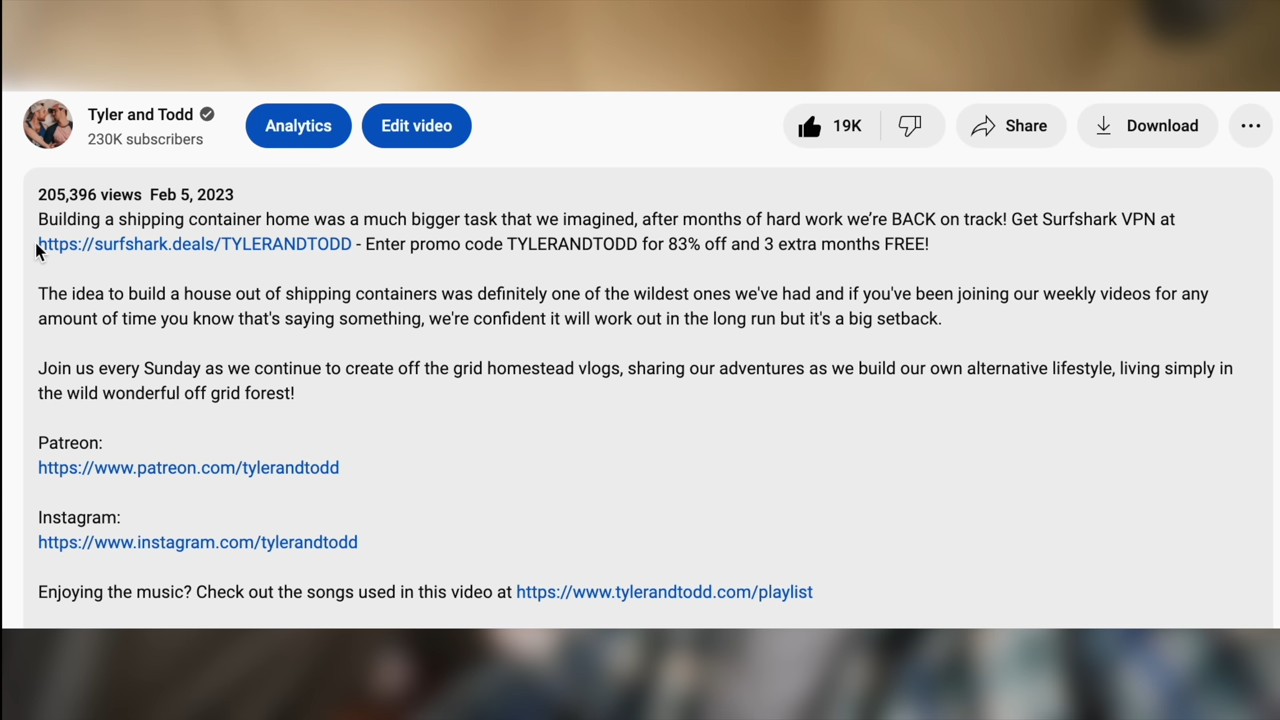 Tyler and Todd
230K subscribers
Analytics
Edit video
19K
Share
Download
205,396 views Feb 5, 2023
Building a shipping container home was a much bigger task that we imagined, after months of hard work we’re BACK on track! Get Surfshark VPN at
https://surfshark.deals/TYLERANDTODD - Enter promo code TYLERANDTODD for 83% off and 3 extra months FREE!
The idea to build a house out of shipping containers was definitely one of the wildest ones we've had and if you've been joining our weekly videos for any
amount of time you know that's saying something, we're confident it will work out in the long run but it's a big setback.
Join us every Sunday as we continue to create off the grid homestead vlogs, sharing our adventures as we build our own alternative lifestyle, living simply in
the wild wonderful off grid forest!
Patreon:
https://www.patreon.com/tylerandtodd
Instagram:
https://www.instagram.com/tylerandtodd
Enjoying the music? Check out the songs used in this video at https://www.tylerandtodd.com/playlist